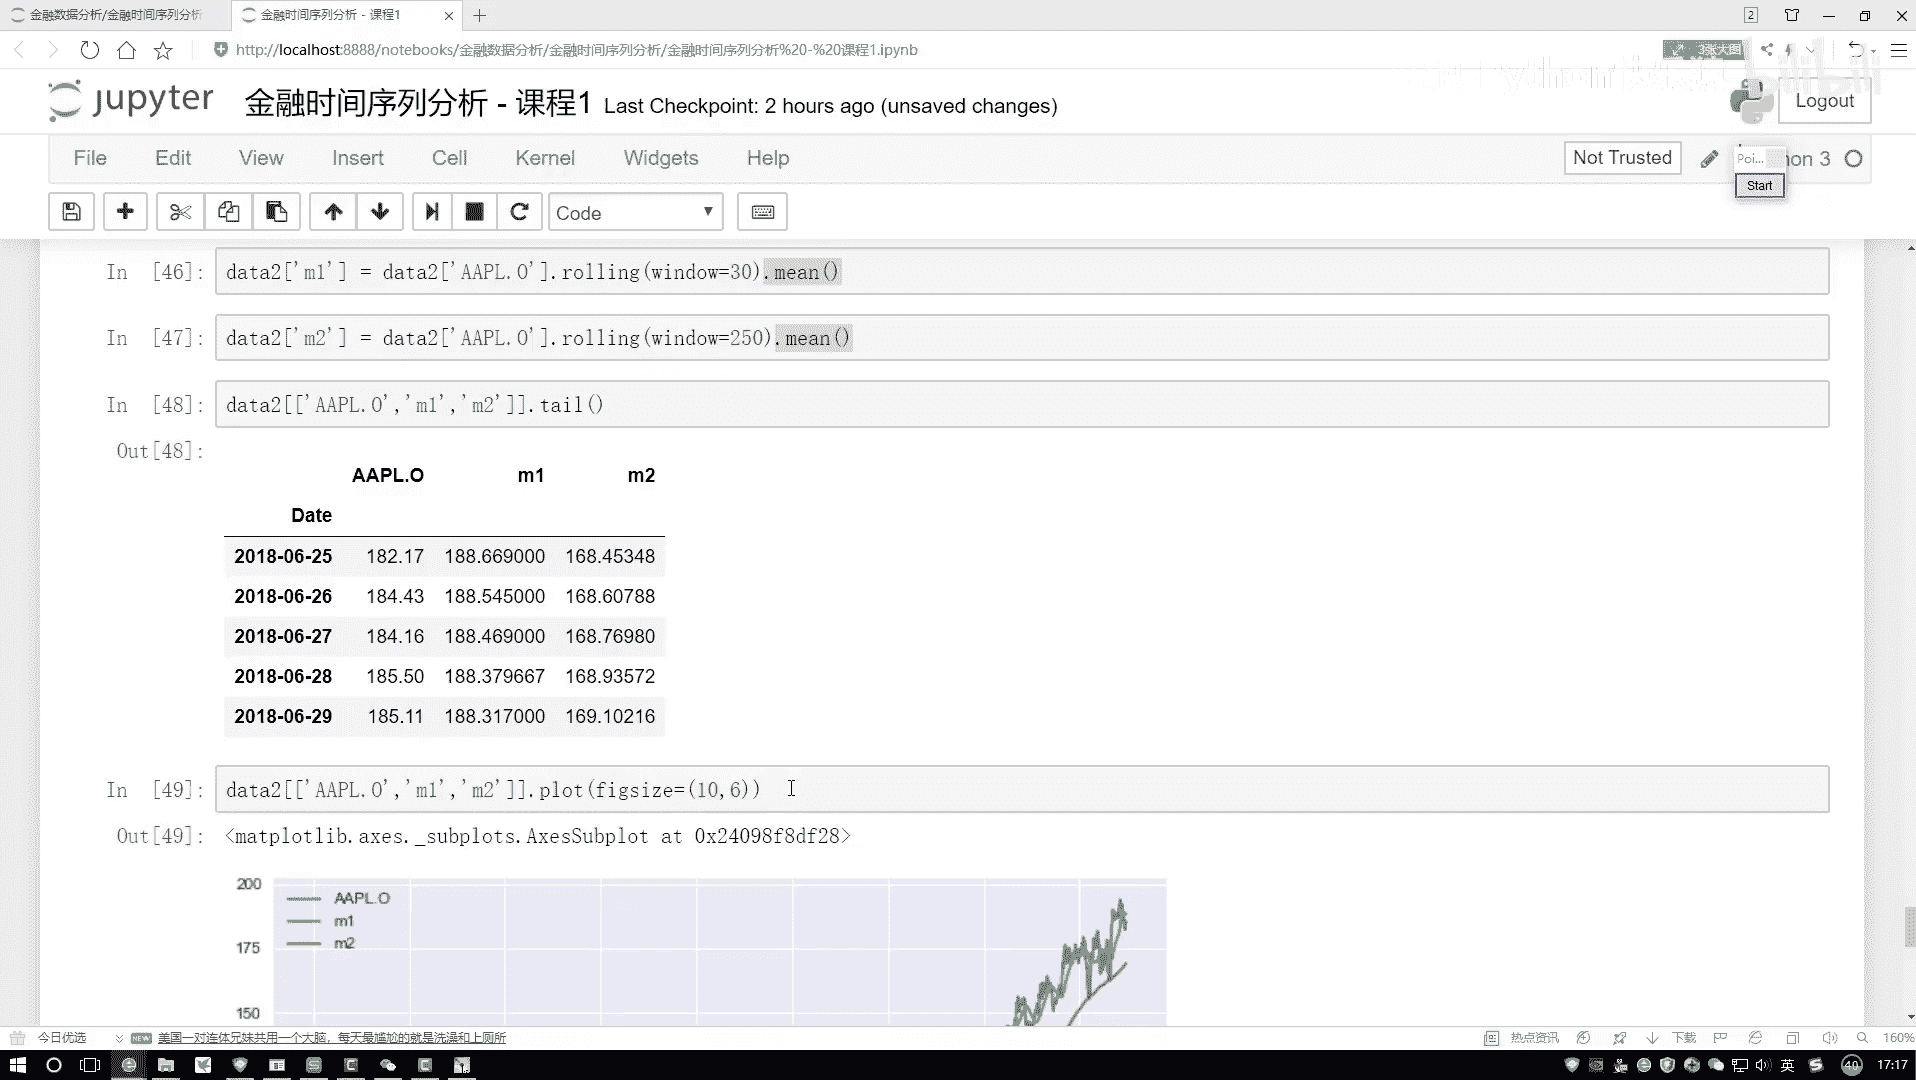 金融数据分析/金融时间序列分析
金融时间序列分析 - 课程1
2
http://localhost:8888/notebooks/金融数据分析/金融时间序列分析/金融时间序列分析%20-%20课程1.ipynb
3张大图
bilibili
jupyter
金融时间序列分析 - 课程1 Last Checkpoint: 2 hours ago (unsaved changes)
Logout
File Edit View Insert Cell Kernel Widgets Help
Not Trusted
Poi...
hon 3
Start
Code
In [46]: data2['m1'] = data2['AAPL.O'].rolling(window=30).mean()
In [47]: data2['m2'] = data2['AAPL.O'].rolling(window=250).mean()
In [48]: data2[['AAPL.O','m1','m2']].tail()
Out[48]:
AAPL.O m1 m2
Date
2018-06-25 182.17 188.669000 168.45348
2018-06-26 184.43 188.545000 168.60788
2018-06-27 184.16 188.469000 168.76980
2018-06-28 185.50 188.379667 168.93572
2018-06-29 185.11 188.317000 169.10216
In [49]: data2[['AAPL.O','m1','m2']].plot(figsize=(10,6))
Out[49]: <matplotlib.axes._subplots.AxesSubplot at 0x24098f8df28>
200
AAPL.O
m1
m2
175
150
今日优选
NEW
美国一对连体兄妹共用一个大脑，每天最尴尬的就是洗澡和上厕所
热点资讯
下载
160%
英
40
17:17